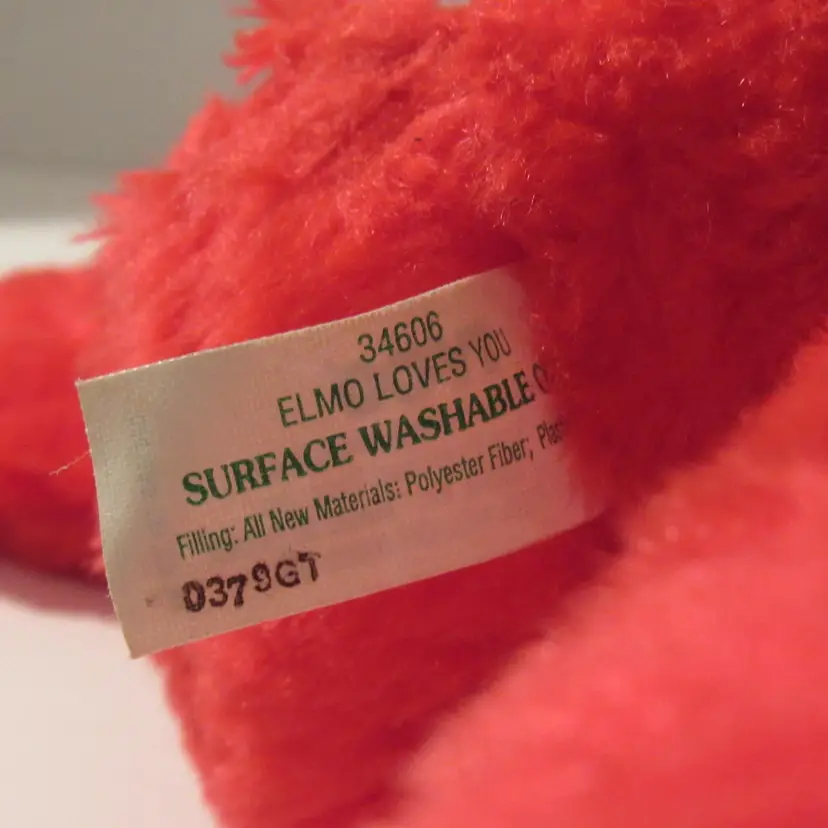 34606
ELMO LOVES YOU
SURFACE WASHABLE
Filling: All New Materials: Polyester Fiber;
0379GT